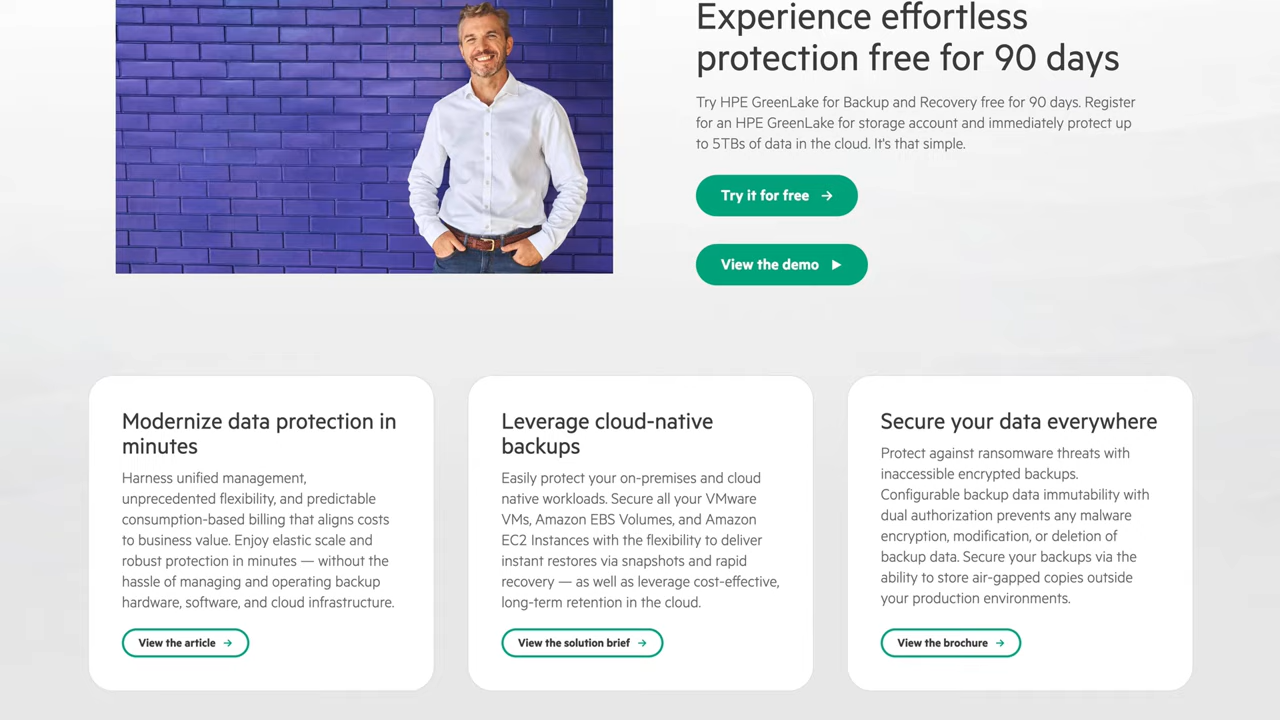 Experience effortless
protection free for 90 days
Try HPE GreenLake for Backup and Recovery free for 90 days. Register
for an HPE GreenLake for storage account and immediately protect up
to 5TBs of data in the cloud. It's that simple.
Try it for free
View the demo
Modernize data protection in
minutes
Harness unified management,
unprecedented flexibility, and predictable
consumption-based billing that aligns costs
to business value. Enjoy elastic scale and
robust protection in minutes — without the
hassle of managing and operating backup
hardware, software, and cloud infrastructure.
View the article
Leverage cloud-native
backups
Easily protect your on-premises and cloud
native workloads. Secure all your VMware
VMs, Amazon EBS Volumes, and Amazon
EC2 Instances with the flexibility to deliver
instant restores via snapshots and rapid
recovery — as well as leverage cost-effective,
long-term retention in the cloud.
View the solution brief
Secure your data everywhere
Protect against ransomware threats with
inaccessible encrypted backups.
Configurable backup data immutability with
dual authorization prevents any malware
encryption, modification, or deletion of
backup data. Secure your backups via the
ability to store air-gapped copies outside
your production environments.
View the brochure